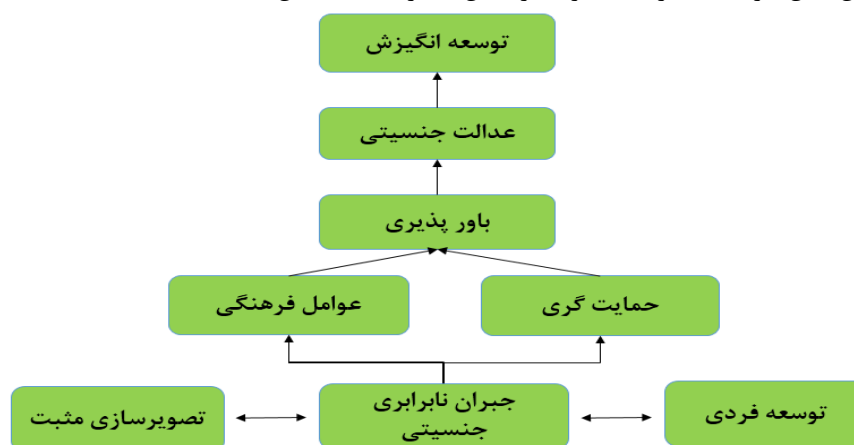 توسعه انگیزش
عدالت جنسیتی
باور پذیری
عوامل فرهنگی
حمایت گری
جبران نابرابری
جنسیتی
تصویرسازی مثبت
توسعه فردی